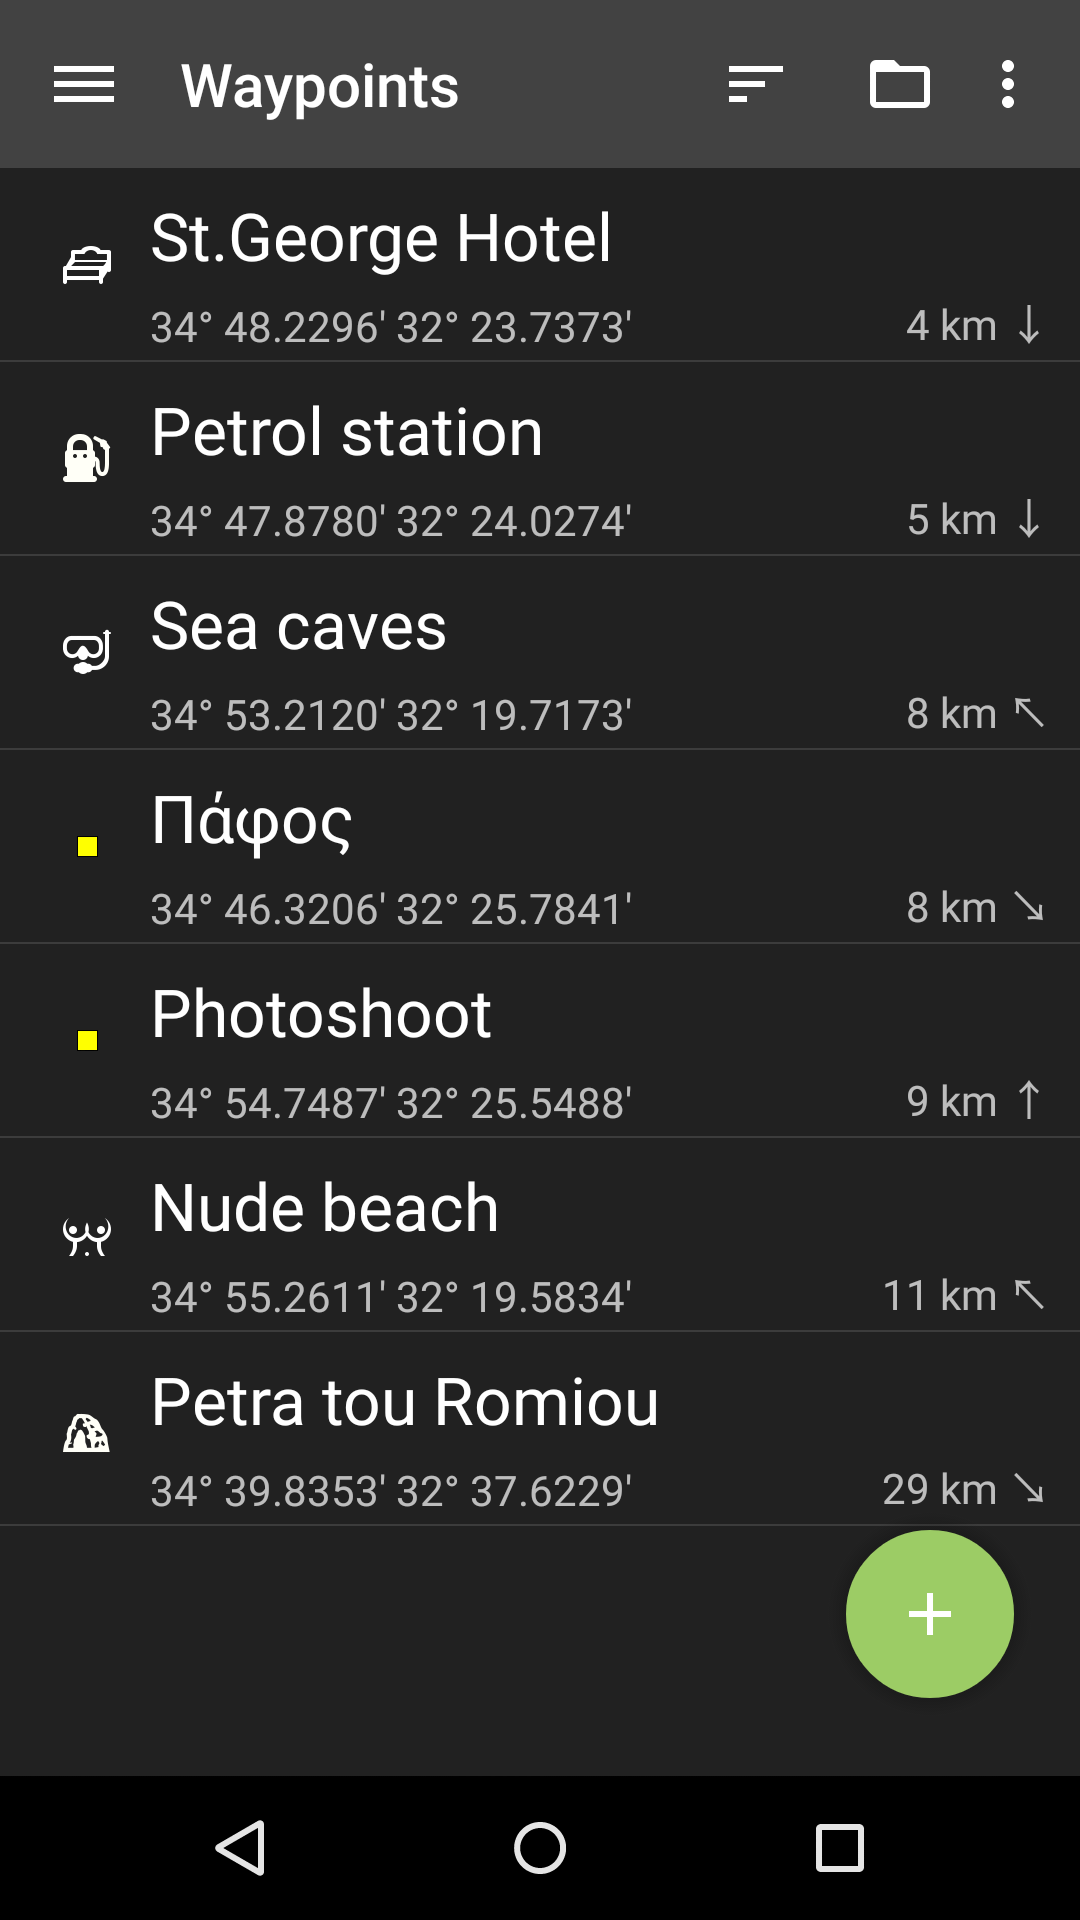 Waypoints
St.George Hotel
34° 48.2296' 32° 23.7373' 4 km ↓
Petrol station
34° 47.8780' 32° 24.0274' 5 km ↓
Sea caves
34° 53.2120' 32° 19.7173' 8 km ↖
Πάφος
34° 46.3206' 32° 25.7841' 8 km ↘
Photoshoot
34° 54.7487' 32° 25.5488' 9 km ↑
Nude beach
34° 55.2611' 32° 19.5834' 11 km ↖
Petra tou Romiou
34° 39.8353' 32° 37.6229' 29 km ↘